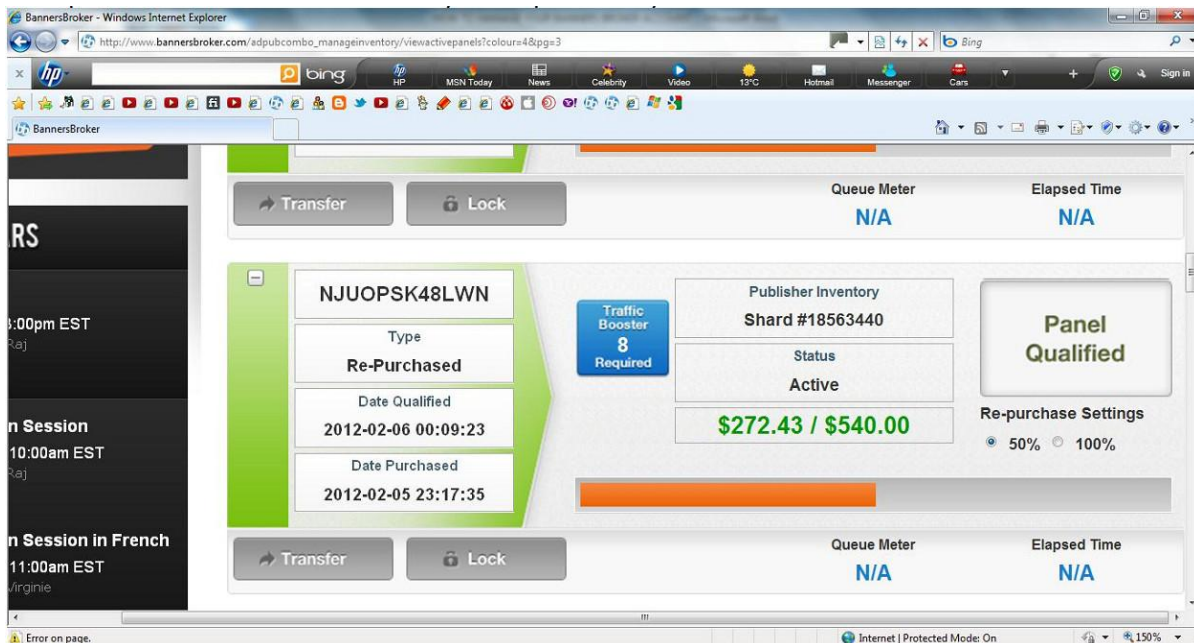 BannersBroker - Windows Internet Explorer
http://www.bannersbroker.com/adpubcombo_manageinventory/viewactivepanels?colour=4&pg=3
Bing
hp
bing
HP
MSN Today
News
Celebrity
Video
13°C
Hotmail
Messenger
Cars
Sign in
BannersBroker
Transfer
Lock
Queue Meter
Elapsed Time
N/A
N/A
RS
:00pm EST
Raj
n Session
10:00am EST
Raj
n Session in French
11:00am EST
Virginie
NJUOPSK48LWN
Type
Re-Purchased
Date Qualified
2012-02-06 00:09:23
Date Purchased
2012-02-05 23:17:35
Traffic
Booster
8
Required
Publisher Inventory
Shard #18563440
Status
Active
$272.43 / $540.00
Panel
Qualified
Re-purchase Settings
50%
100%
Transfer
Lock
Queue Meter
Elapsed Time
N/A
N/A
Error on page.
Internet | Protected Mode: On
150%